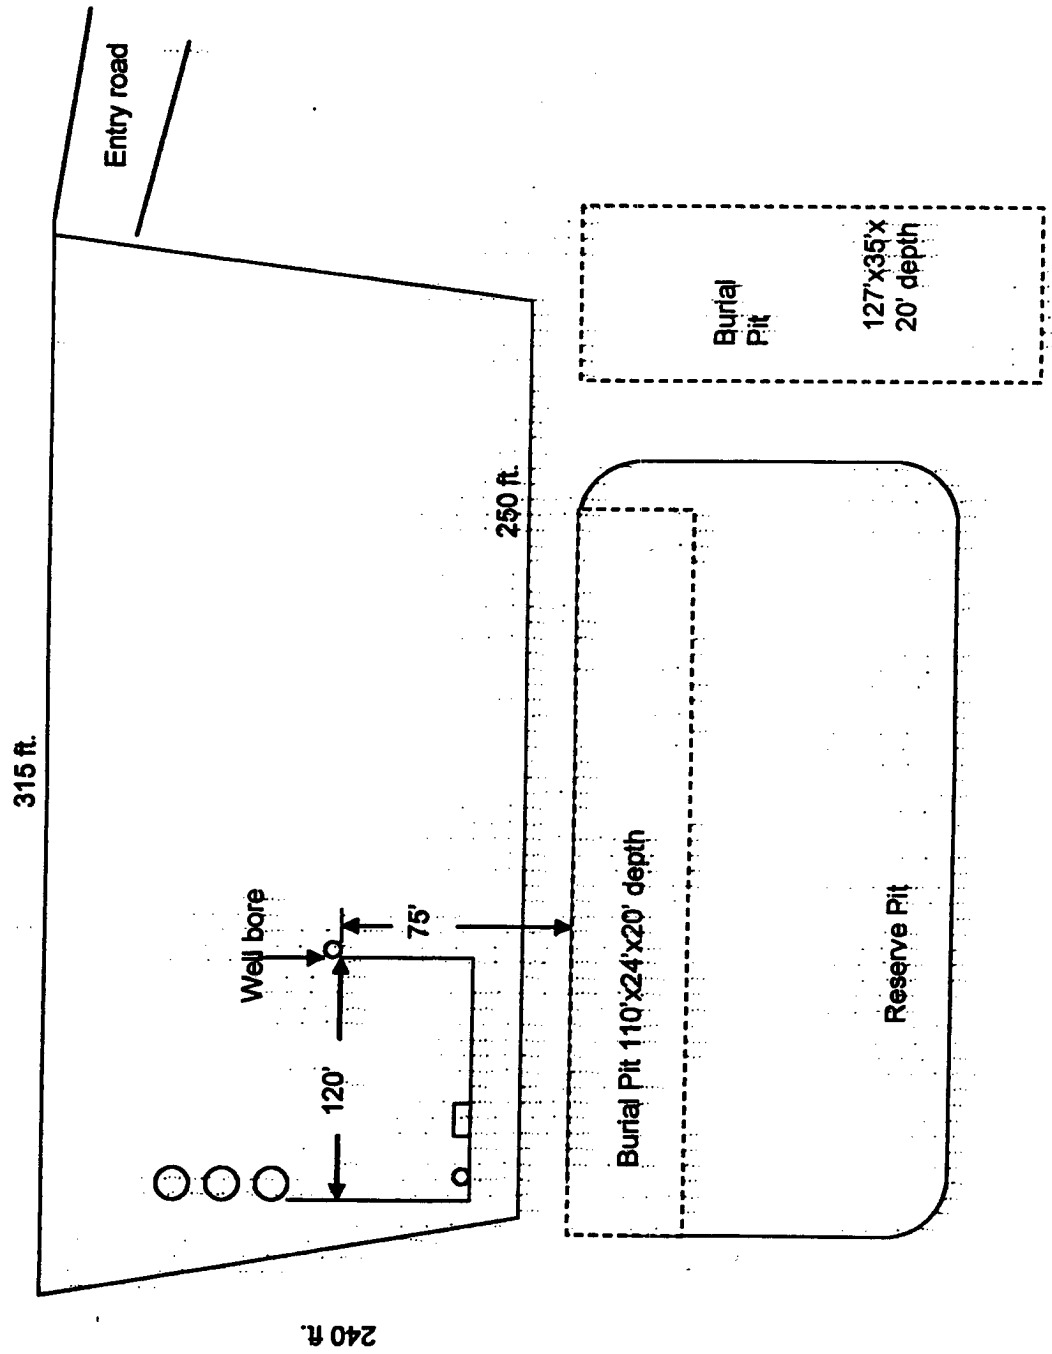 Entry road
315 ft.
250 ft.
Well bore
75'
120'
240 ft.
Burial
Pit
127'x35'x
20' depth
Burial Pit 110'x24'x20' depth
Reserve Pit